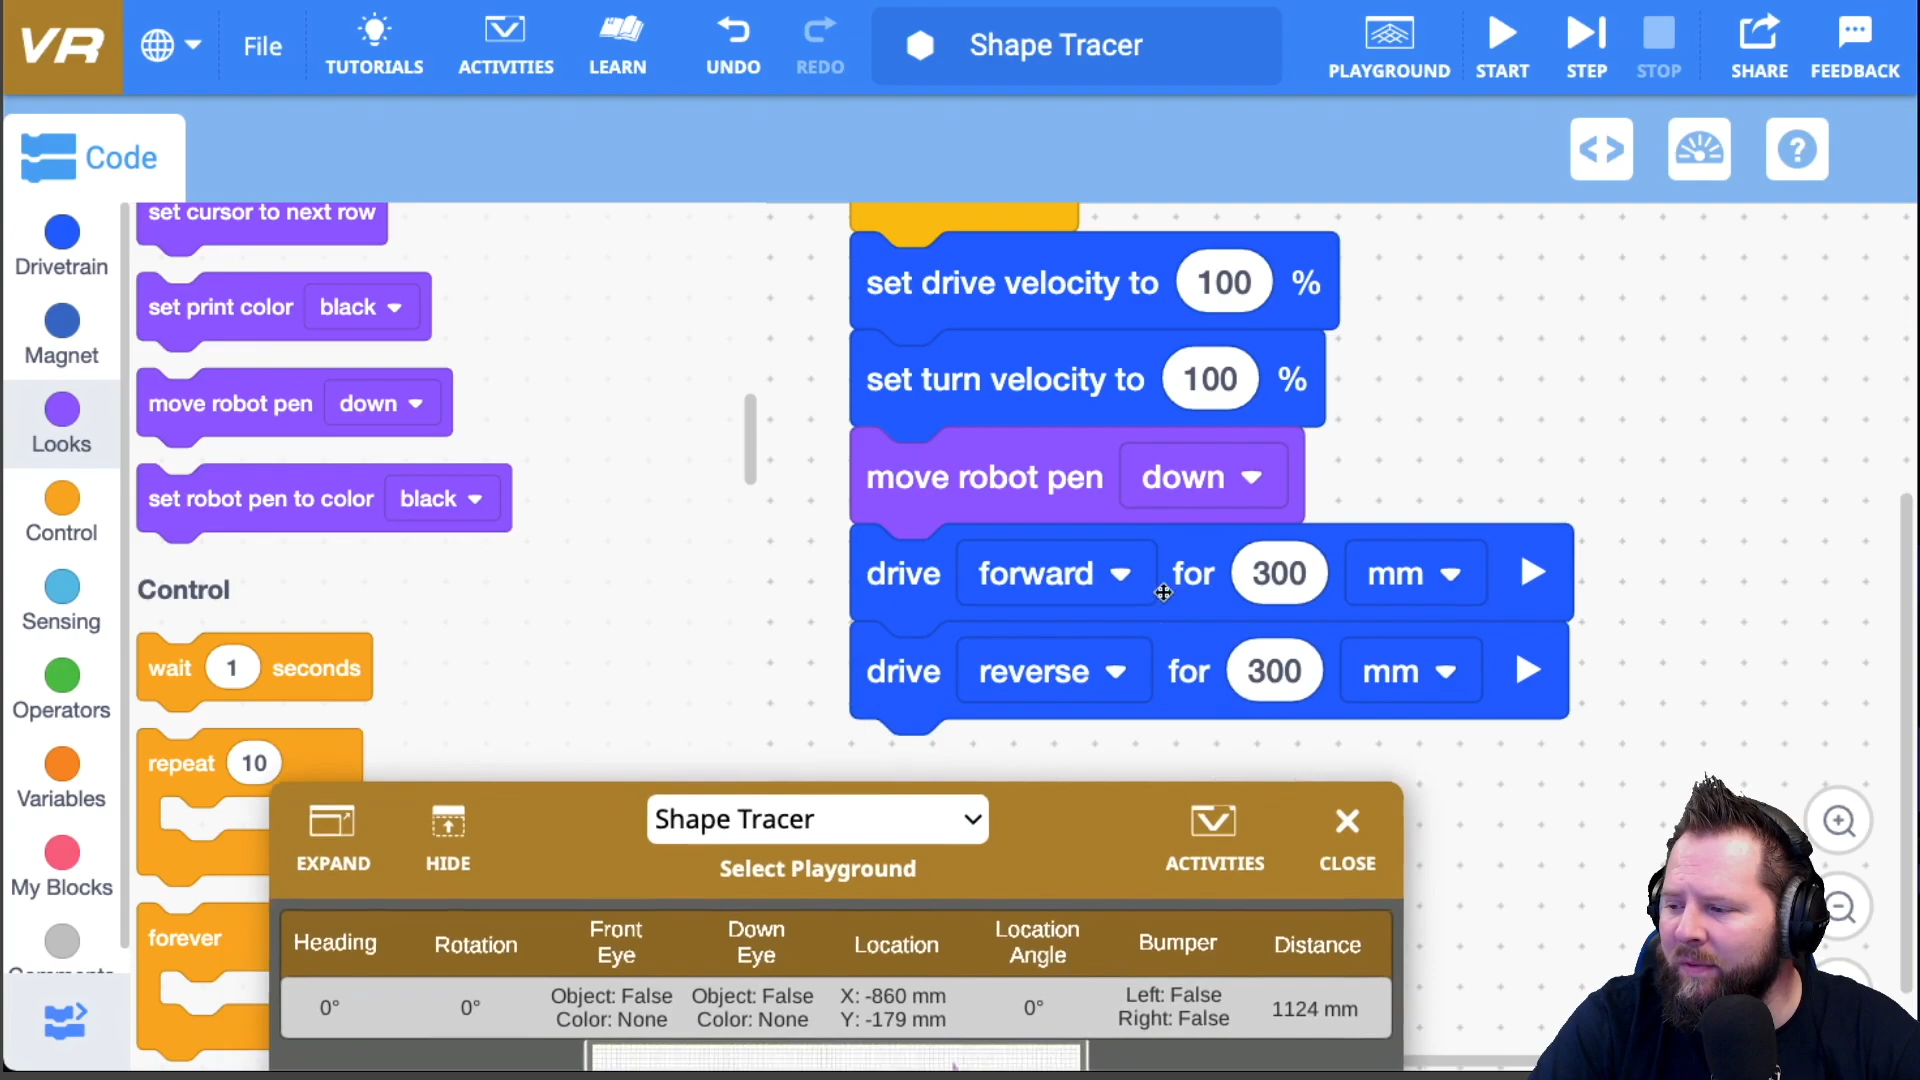 VR
File
TUTORIALS
ACTIVITIES
LEARN
UNDO
REDO
Shape Tracer
PLAYGROUND
START
STEP
STOP
SHARE
FEEDBACK
Code
<>
?
Drivetrain
Magnet
Looks
Control
Sensing
Operators
Variables
My Blocks
set cursor to next row
set print color black
move robot pen down
set robot pen to color black
Control
wait 1 seconds
repeat 10
forever
set drive velocity to 100 %
set turn velocity to 100 %
move robot pen down
drive forward for 300 mm
drive reverse for 300 mm
EXPAND
HIDE
Shape Tracer
Select Playground
ACTIVITIES
CLOSE
Heading
Rotation
Front
Eye
Down
Eye
Location
Location
Angle
Bumper
Distance
0°
0°
Object: False
Color: None
Object: False
Color: None
X: -860 mm
Y: -179 mm
0°
Left: False
Right: False
1124 mm